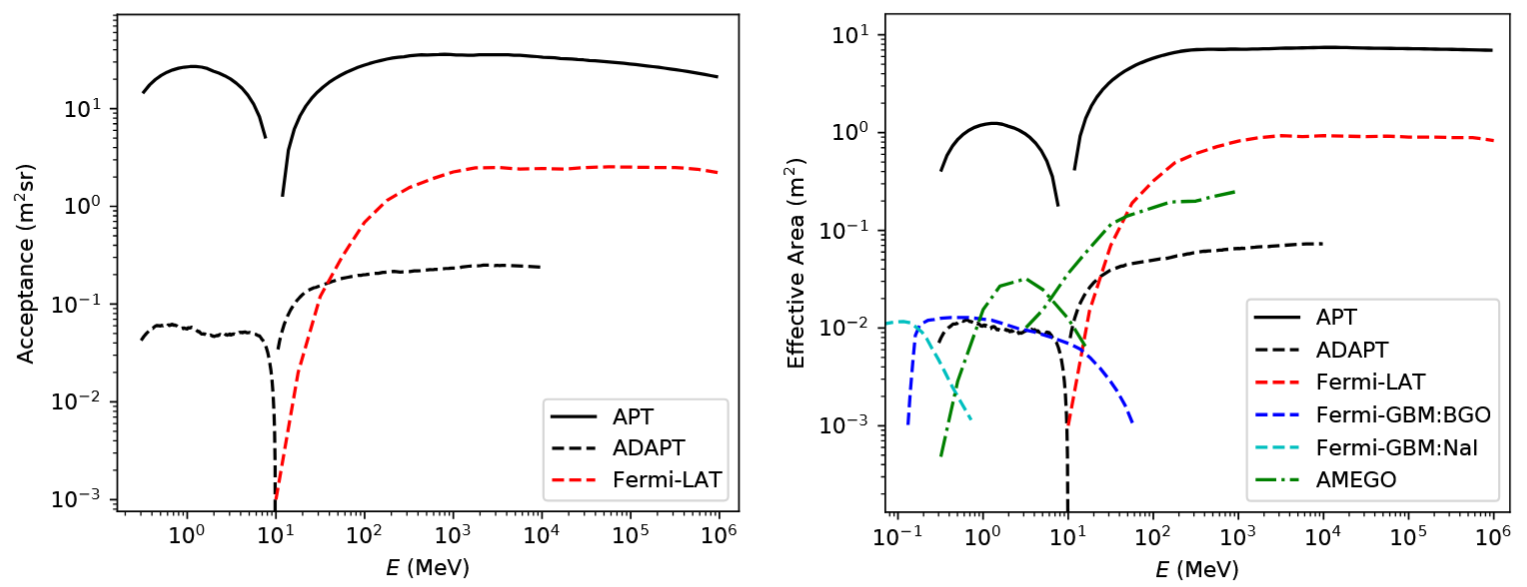 Acceptance (m²sr)
10²
10¹
10⁰
10⁻¹
10⁻²
10⁻³
APT
ADAPT
Fermi-LAT
10⁰ 10¹ 10² 10³ 10⁴ 10⁵ 10⁶
E (MeV)
Effective Area (m²)
10¹
10⁰
10⁻¹
10⁻²
10⁻³
APT
ADAPT
Fermi-LAT
Fermi-GBM:BGO
Fermi-GBM:NaI
AMEGO
10⁻¹ 10⁰ 10¹ 10² 10³ 10⁴ 10⁵ 10⁶
E (MeV)